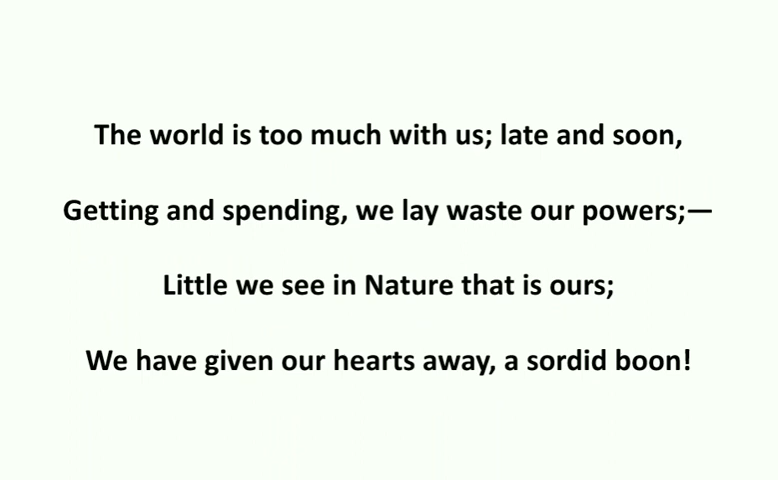 The world is too much with us; late and soon,
Getting and spending, we lay waste our powers;—
Little we see in Nature that is ours;
We have given our hearts away, a sordid boon!